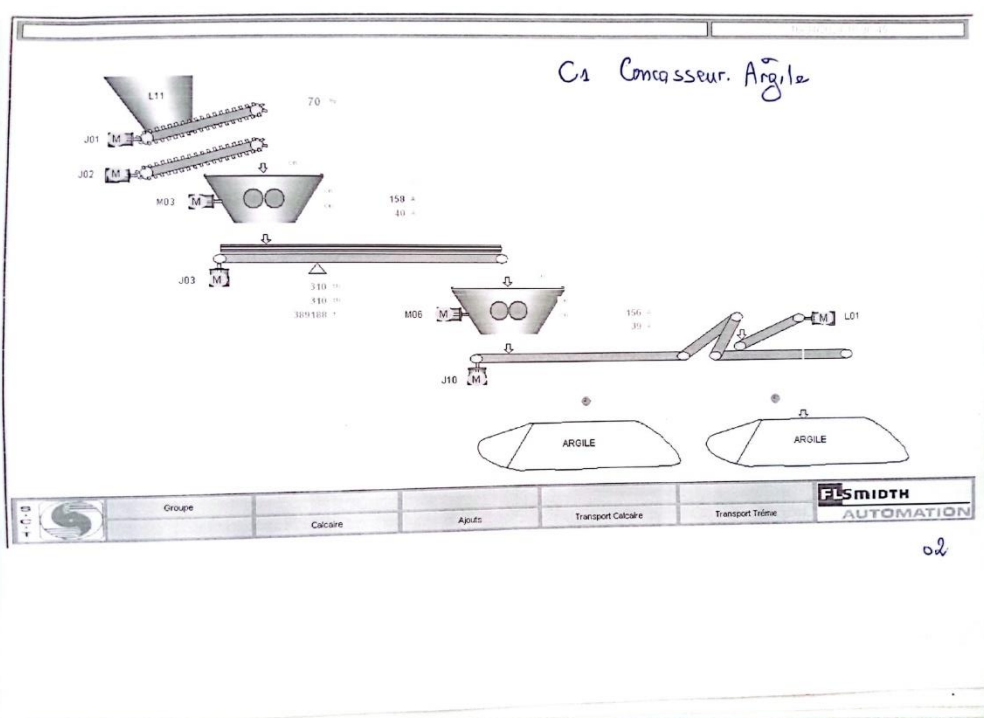 C1 Concasseur. Argile
L11
70 %
J01 M
J02 M
M03 M
158 A
40
J03 M
310
310
389188 t
M06 M
156
39
M L01
J10 M
ARGILE
ARGILE
Groupe
Calcaire
Ajouts
Transport Calcaire
Transport Trémie
FLSMIDTH
AUTOMATION
02